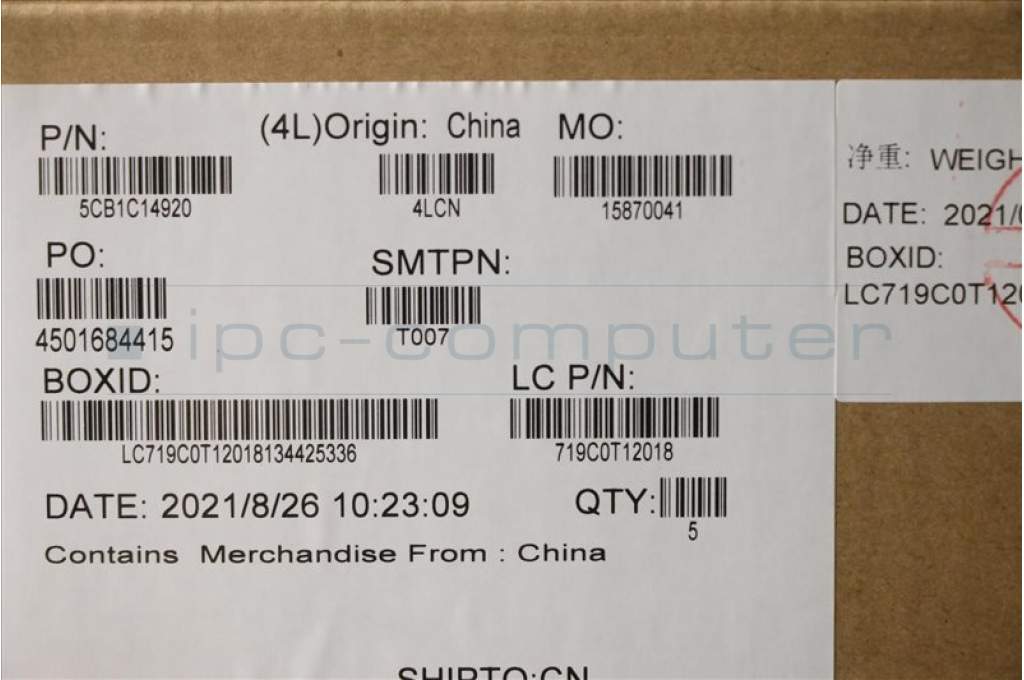 P/N: (4L)Origin: China MO:
5CB1C14920 4LCN 15870041
PO: SMTPN:
4501684415 T007
BOXID: LC P/N:
LC719C0T12018134425336 719C0T12018
DATE: 2021/8/26 10:23:09 QTY:
5
Contains Merchandise From : China
SHIPTO:CN
净重: WEIGH
DATE: 2021/0
BOXID:
LC719C0T120
ipc-computer